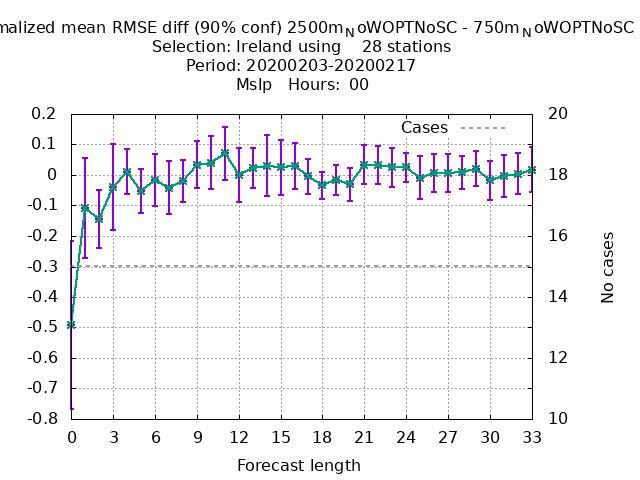 malized mean RMSE diff (90% conf) 2500mNoWOPTNoSC - 750mNoWOPTNoSC
Selection: Ireland using 28 stations
Period: 20200203-20200217
Mslp Hours: 00
Cases
0.2
0.1
0
-0.1
-0.2
-0.3
-0.4
-0.5
-0.6
-0.7
-0.8
20
18
16
14
12
10
No cases
0 3 6 9 12 15 18 21 24 27 30 33
Forecast length